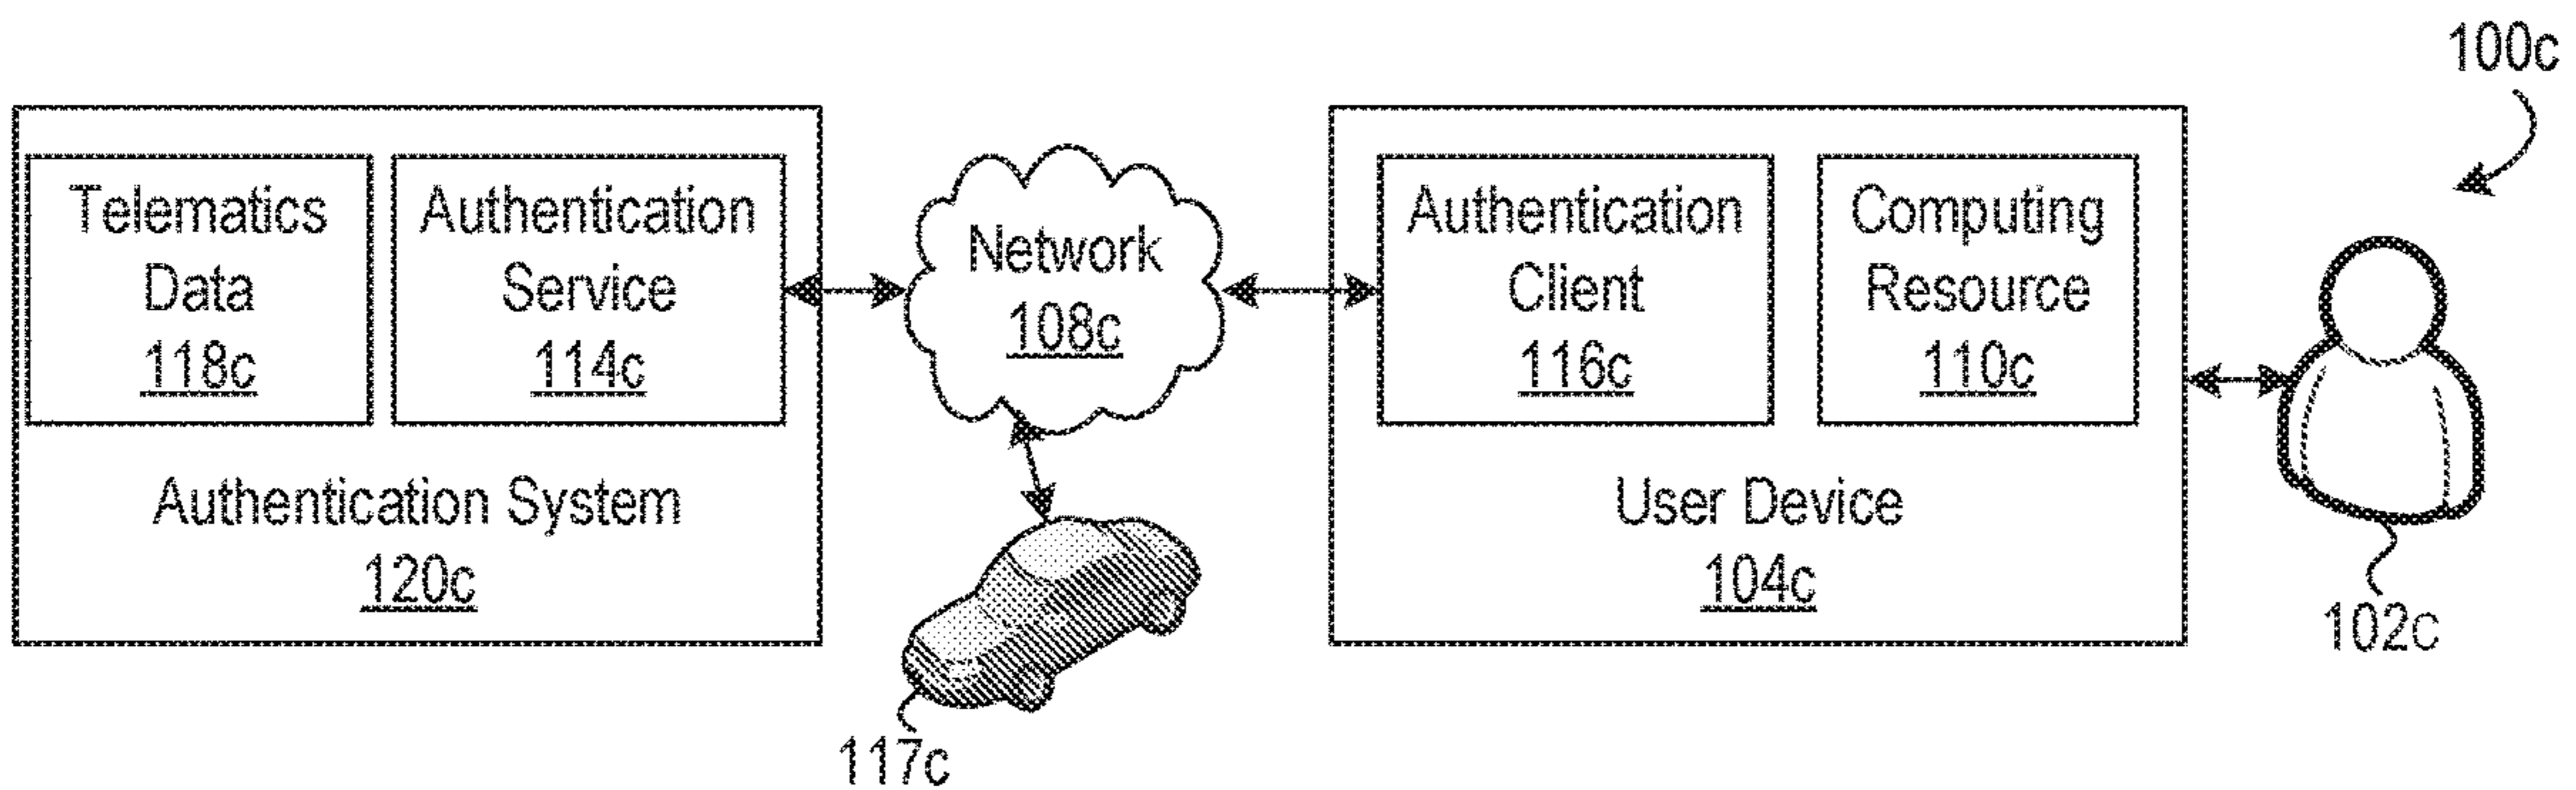 100c
Telematics
Data
118c
Authentication
Service
114c
Authentication System
120c
Network
108c
117c
Authentication
Client
116c
Computing
Resource
110c
User Device
104c
102c